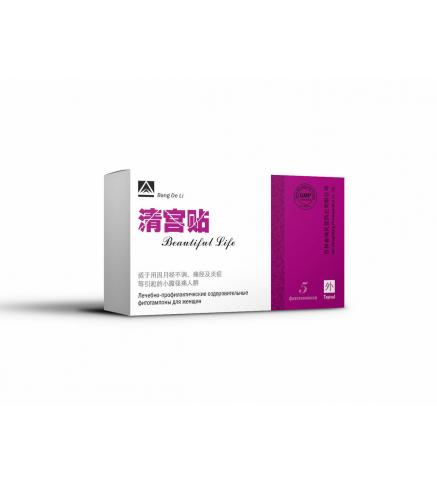 Bang De Li
清宫贴
Beautiful Life
适于用因月经不调、痛经及炎症
等引起的小腹痛人群
Лечебно-профилактические оздоровительные
фитотампоны для женщин
GMP
5
фитотампонов
外
Topical